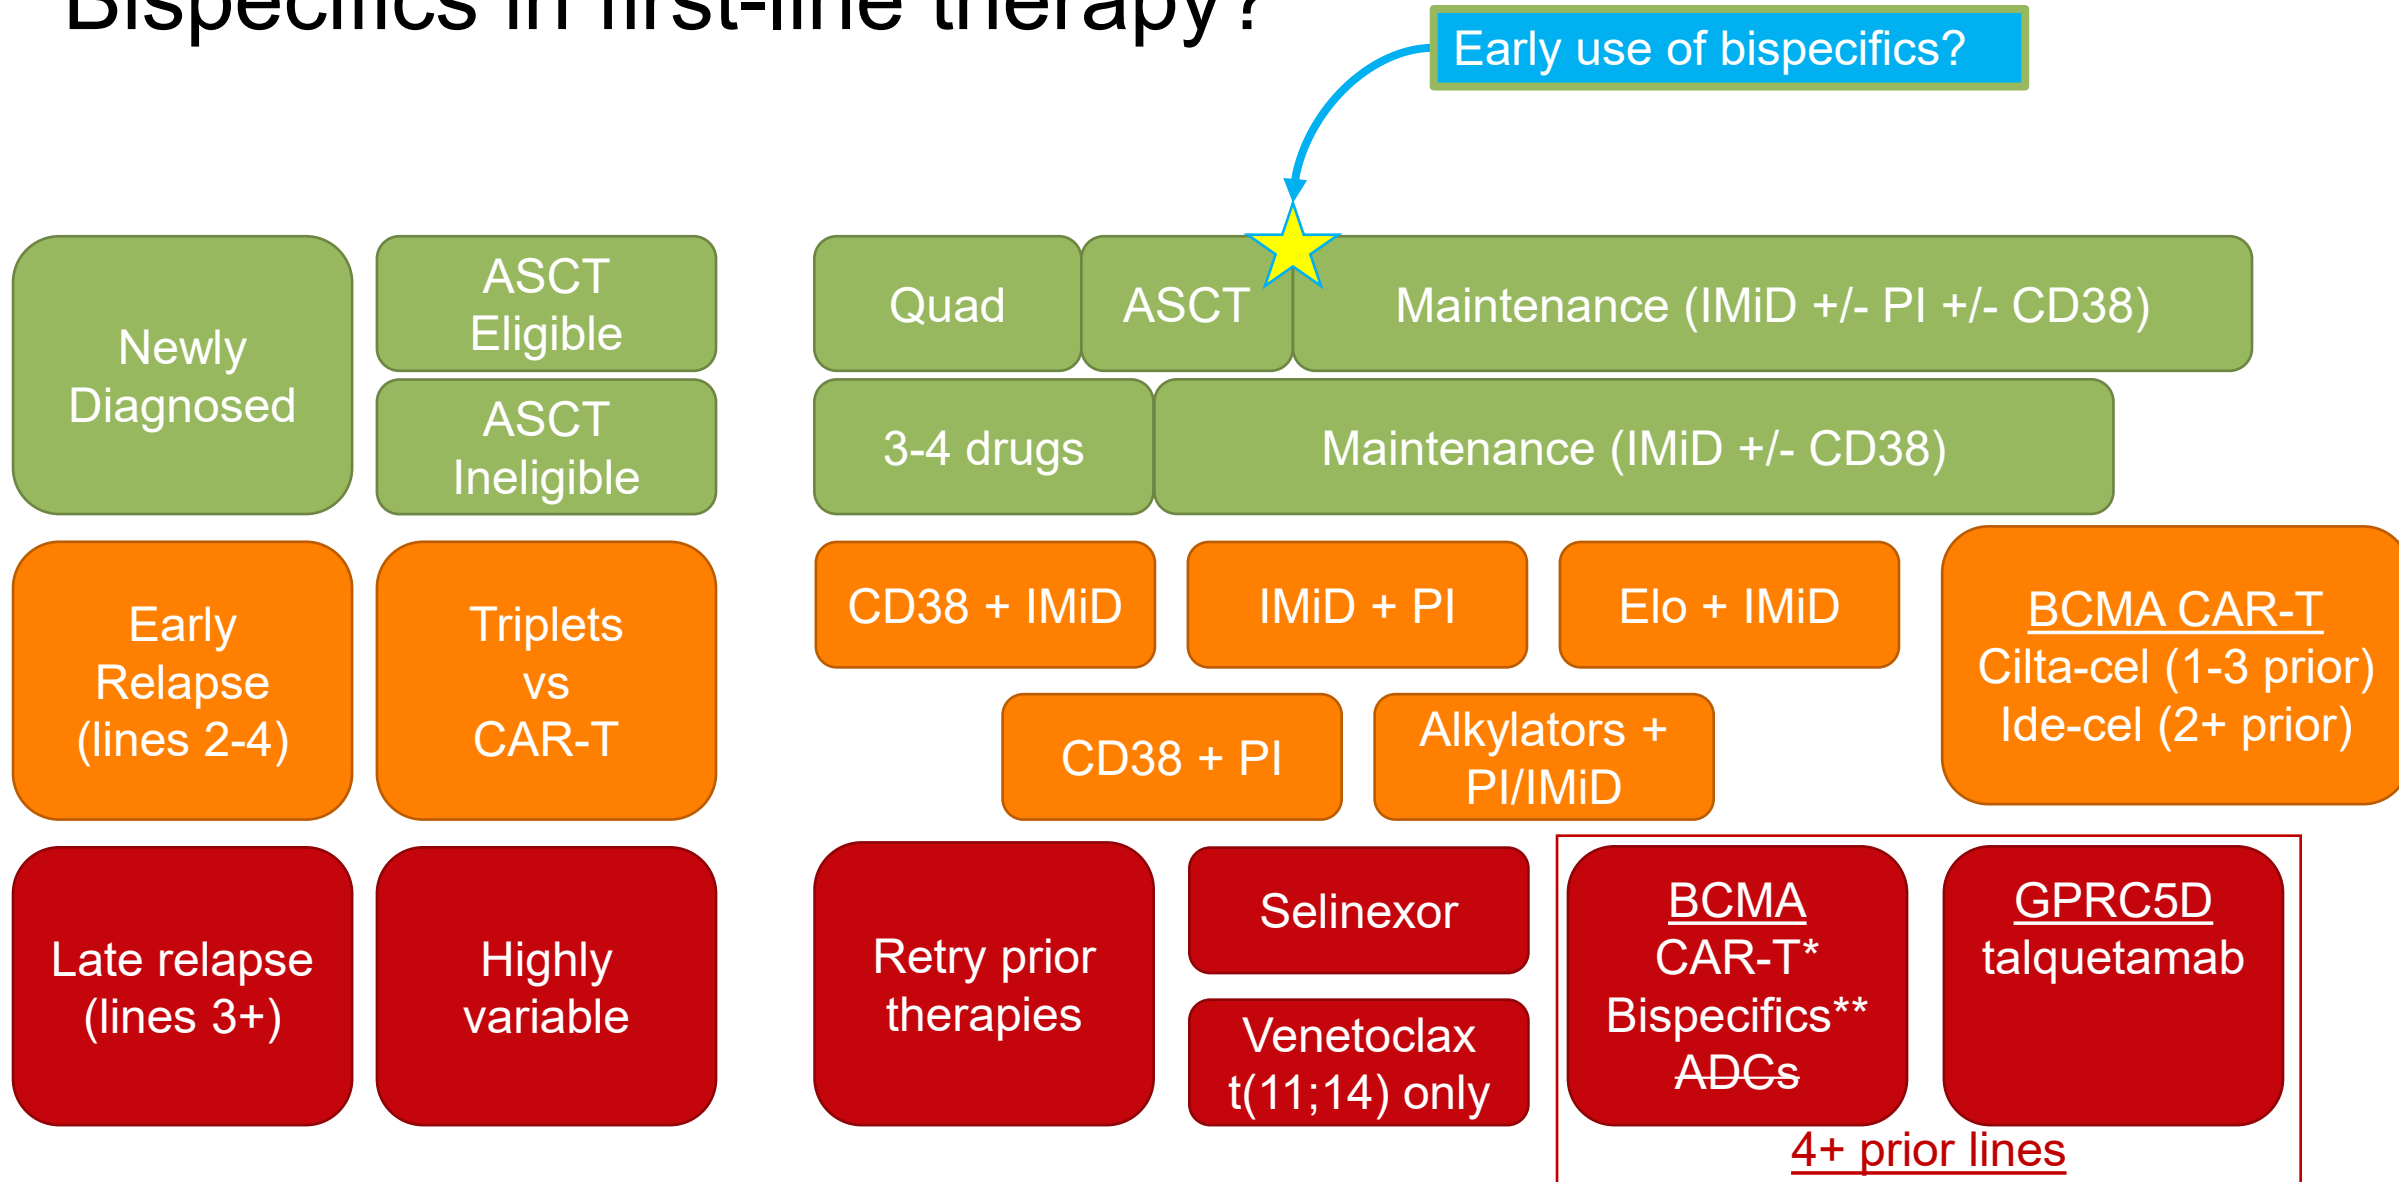 Bispecifics in first-line therapy?
Early use of bispecifics?
Newly
Diagnosed
ASCT
Eligible
Quad
ASCT
Maintenance (IMiD +/- PI +/- CD38)
ASCT
Ineligible
3-4 drugs
Maintenance (IMiD +/- CD38)
Early
Relapse
(lines 2-4)
Triplets
vs
CAR-T
CD38 + IMiD
IMiD + PI
Elo + IMiD
CD38 + PI
Alkylators +
PI/IMiD
BCMA CAR-T
Cilta-cel (1-3 prior)
Ide-cel (2+ prior)
Late relapse
(lines 3+)
Highly
variable
Retry prior
therapies
Selinexor
Venetoclax
t(11;14) only
BCMA
CAR-T*
Bispecifics**
ADCs
GPRC5D
talquetamab
4+ prior lines